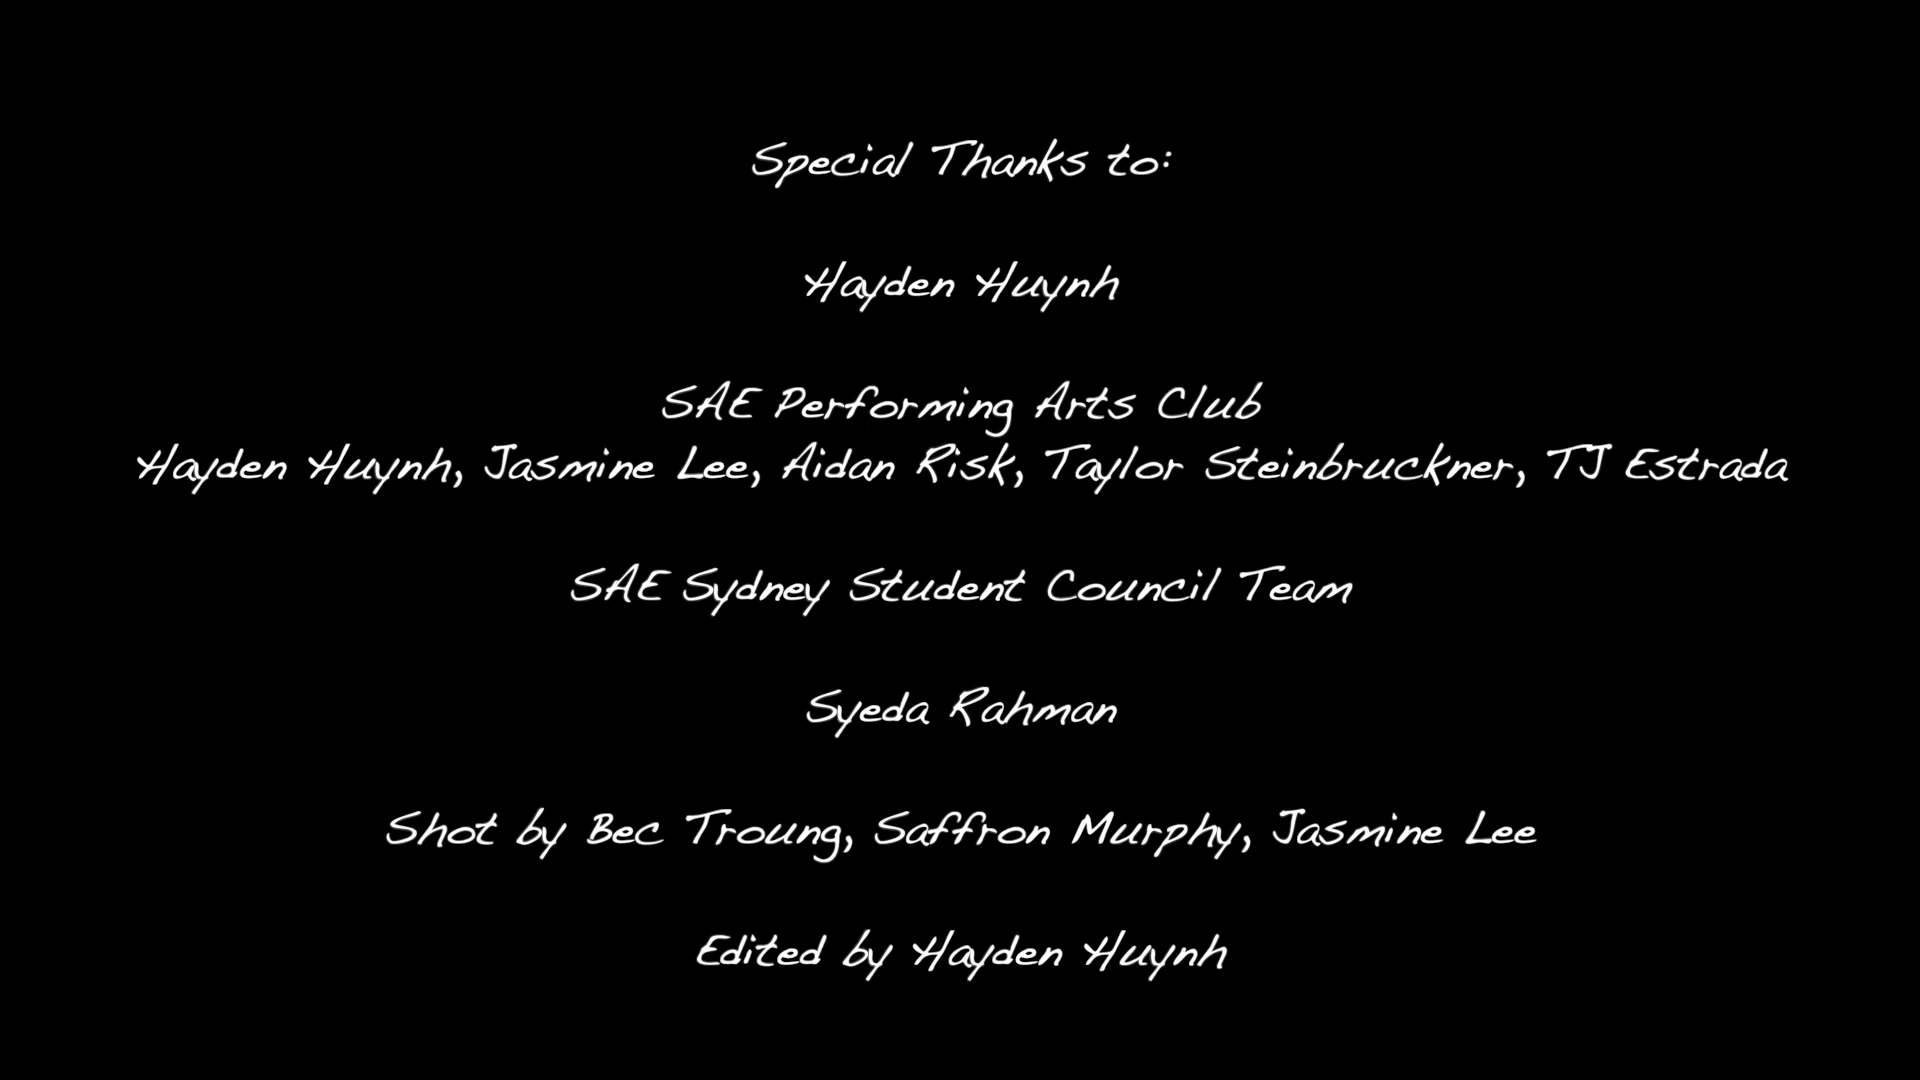 Special Thanks to:
Hayden Huynh
SAE Performing Arts Club
Hayden Huynh, Jasmine Lee, Aidan Risk, Taylor Steinbruckner, TJ Estrada
SAE Sydney Student Council Team
Syeda Rahman
Shot by Bec Troung, Saffron Murphy, Jasmine Lee
Edited by Hayden Huynh